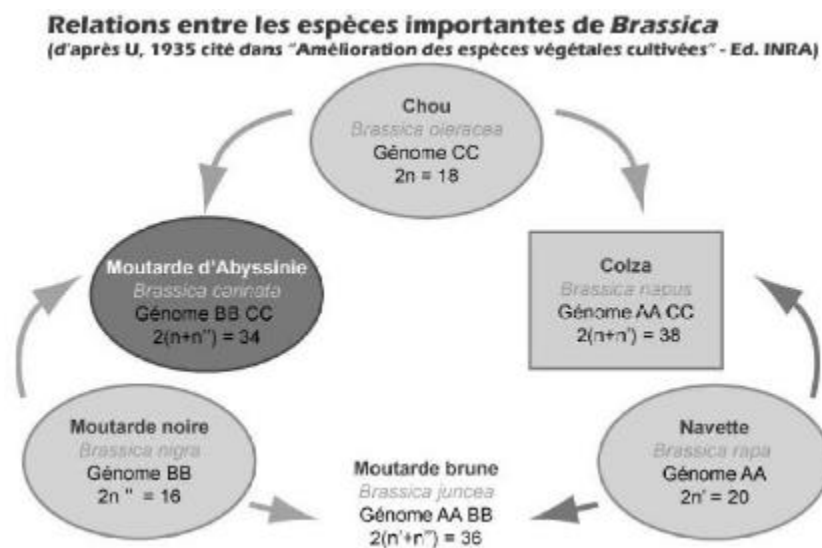 Relations entre les espèces importantes de Brassica
(d'après U, 1935 cité dans "Amélioration des espèces végétales cultivées" - Ed. INRA)
Chou
Brassica oleracea
Génome CC
2n = 18
Moutarde d'Abyssinie
Brassica carinata
Génome BB CC
2(n+n'') = 34
Colza
Brassica napus
Génome AA CC
2(n+n') = 38
Moutarde noire
Brassica nigra
Génome BB
2n '' = 16
Moutarde brune
Brassica juncea
Génome AA BB
2(n'+n'') = 36
Navette
Brassica rapa
Génome AA
2n' = 20